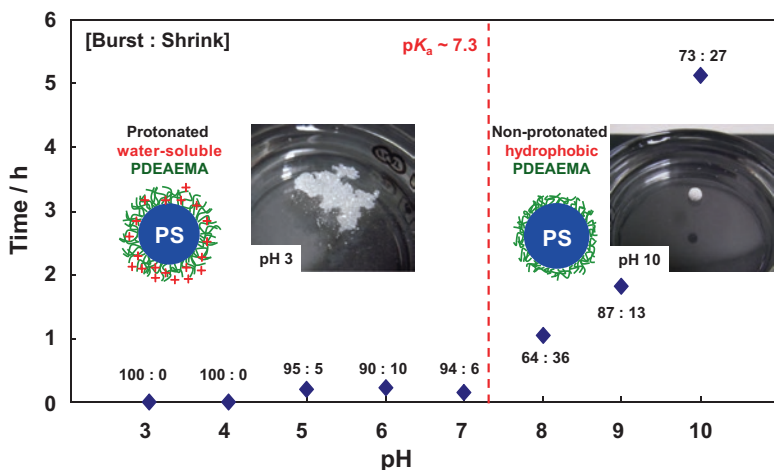 [Burst : Shrink]
pKa ~ 7.3
73 : 27
Protonated
water-soluble
PDEAEMA
Non-protonated
hydrophobic
PDEAEMA
PS
PS
pH 3
pH 10
87 : 13
64 : 36
100 : 0
100 : 0
95 : 5
90 : 10
94 : 6
Time / h
6
5
4
3
2
1
0
3 4 5 6 7 8 9 10
pH